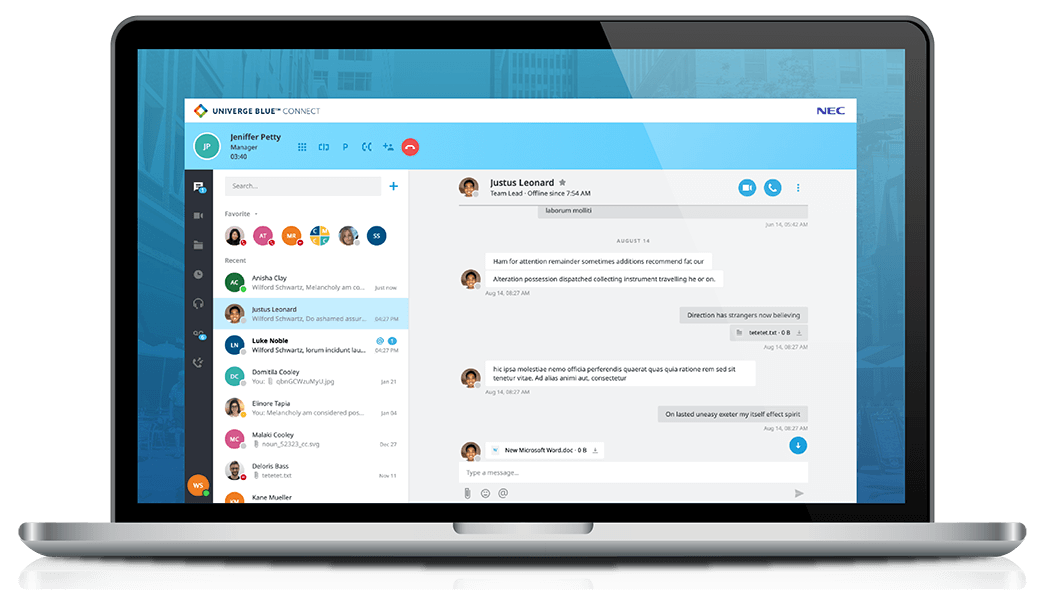 UNIVERGE BLUE™ CONNECT
NEC
JP
Jeniffer Petty
Manager
03:40
P
Search...
Favorite
AT
MR
C M
C C
SS
Recent
AC
Anisha Clay
Wilford Schwartz, Melancholy am co...
Just now
Justus Leonard
Wilford Schwartz, Do ashamed assur...
04:27 PM
LN
Luke Noble
@ 1
Wilford Schwartz, lorum incidunt lau...
04:27 PM
DC
Domitila Cooley
You: qbnGCWzuMyU.jpg
Jan 21
Elinore Tapia
You: Melancholy am considered pos...
Jan 04
MC
Malaki Cooley
noun_52323_cc.svg
Dec 27
Deloris Bass
tetetet.txt
Nov 11
KM
Kane Mueller
WS
Justus Leonard
Team Lead · Offline since 7:54 AM
laborum molliti
Jun 14, 05:42 AM
AUGUST 14
Ham for attention remainder sometimes additions recommend fat our
Alteration possession dispatched collecting instrument travelling he or on.
Aug 14, 08:27 AM
Direction has strangers now believing
tetetet.txt · 0 B
Aug 14, 08:27 AM
hic ipsa molestiae nemo officia perferendis quaerat quas quia ratione rem sed sit
tenetur vitae. Ad alias animi aut, consectetur
Aug 14, 08:27 AM
On lasted uneasy exeter my itself effect spirit
Aug 14, 08:27 AM
New Microsoft Word.doc · 0 B
Type a message...
@